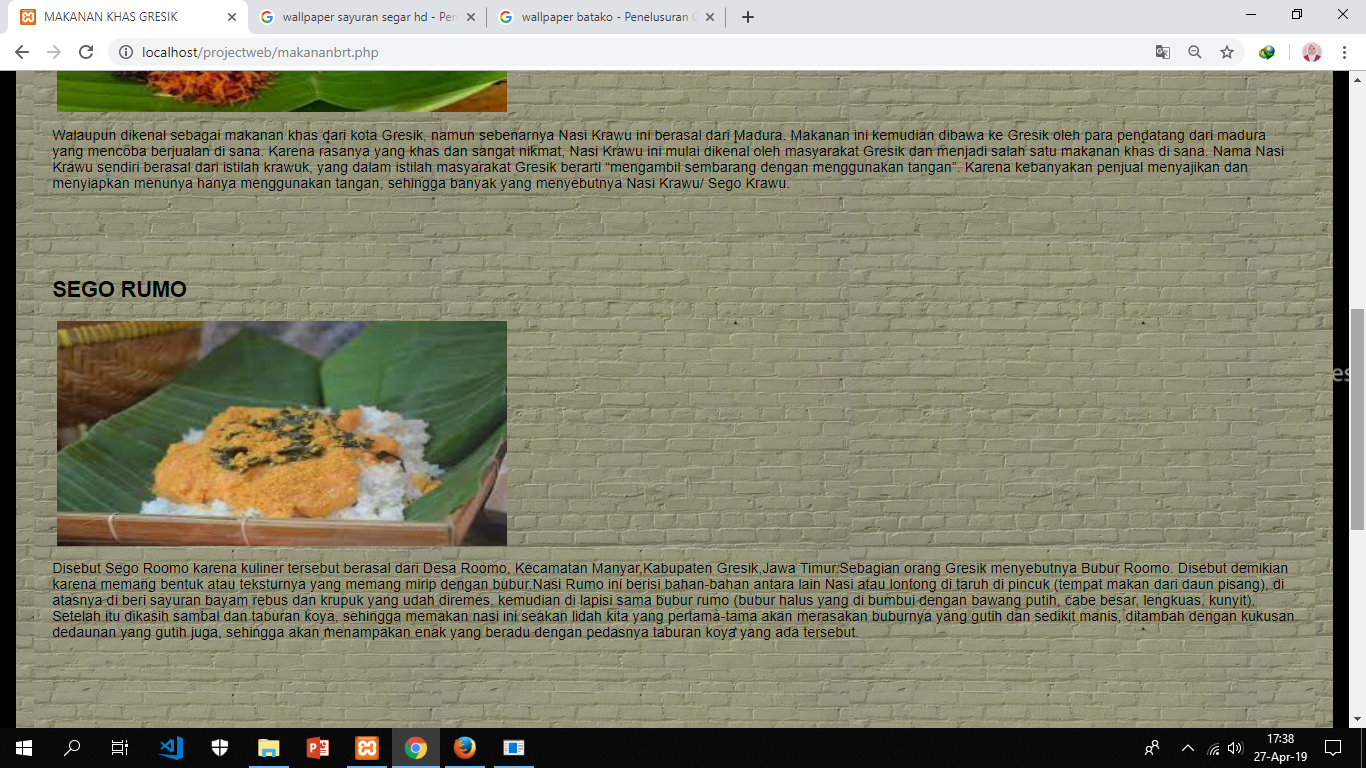 MAKANAN KHAS GRESIK
wallpaper sayuran segar hd - Pen
wallpaper batako - Penelusuran G
localhost/projectweb/makananbrt.php
Walaupun dikenal sebagai makanan khas dari kota Gresik, namun sebenarnya Nasi Krawu ini berasal dari Madura. Makanan ini kemudian dibawa ke Gresik oleh para pendatang dari madura
yang mencoba berjualan di sana. Karena rasanya yang khas dan sangat nikmat, Nasi Krawu ini mulai dikenal oleh masyarakat Gresik dan menjadi salah satu makanan khas di sana. Nama Nasi
Krawu sendiri berasal dari istilah krawuk, yang dalam istilah masyarakat Gresik berarti “mengambil sembarang dengan menggunakan tangan”. Karena kebanyakan penjual menyajikan dan
menyiapkan menunya hanya menggunakan tangan, sehingga banyak yang menyebutnya Nasi Krawu/ Sego Krawu.
SEGO RUMO
es
Disebut Sego Roomo karena kuliner tersebut berasal dari Desa Roomo, Kecamatan Manyar,Kabupaten Gresik,Jawa Timur.Sebagian orang Gresik menyebutnya Bubur Roomo. Disebut demikian
karena memang bentuk atau teksturnya yang memang mirip dengan bubur.Nasi Rumo ini berisi bahan-bahan antara lain Nasi atau lontong di taruh di pincuk (tempat makan dari daun pisang), di
atasnya di beri sayuran bayam rebus dan krupuk yang udah diremes, kemudian di lapisi sama bubur rumo (bubur halus yang di bumbui dengan bawang putih, cabe besar, lengkuas, kunyit).
Setelah itu dikasih sambal dan taburan koya, sehingga memakan nasi ini seakan lidah kita yang pertama-tama akan merasakan buburnya yang gutih dan sedikit manis, ditambah dengan kukusan
dedaunan yang gutih juga, sehingga akan menampakan enak yang beradu dengan pedasnya taburan koya yang ada tersebut.
17:38
27-Apr-19